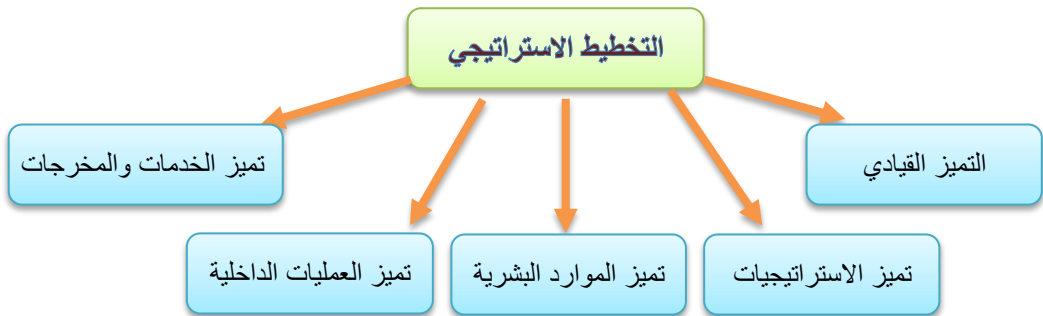 التخطيط الاستراتيجي
التميز القيادي
تميز الخدمات والمخرجات
تميز الاستراتيجيات
تميز الموارد البشرية
تميز العمليات الداخلية